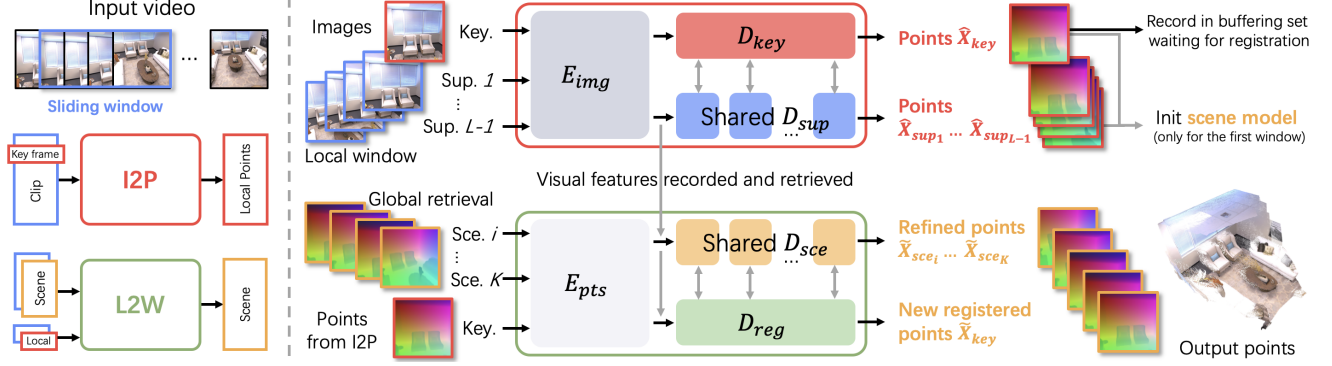 Input video
...
Sliding window
Key frame
Clip
I2P
Local Points
Scene
Local
L2W
Scene
Images
Key.
Sup. 1
⋮
Sup. L-1
Local window
E_img
D_key
Shared D_sup
...
Points X̂_key
Points
X̂_sup₁ ... X̂_sup_L-1
Record in buffering set
waiting for registration
Init scene model
(only for the first window)
Visual features recorded and retrieved
Global retrieval
Sce. i
⋮
Sce. K
Points
from I2P
Key.
E_pts
Shared D_sce
...
D_reg
Refined points
X̃_sce_i ... X̃_sce_K
New registered
points X̃_key
Output points